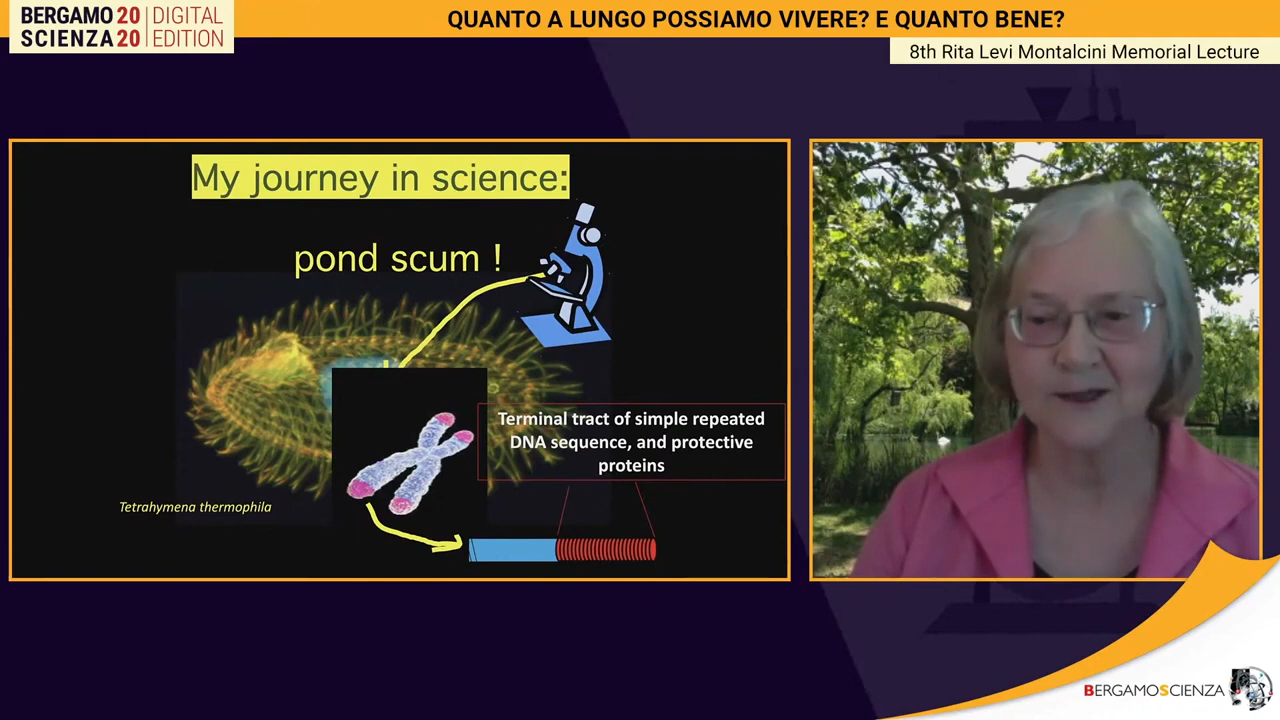 BERGAMO 20 DIGITAL
SCIENZA 20 EDITION
QUANTO A LUNGO POSSIAMO VIVERE? E QUANTO BENE?
8th Rita Levi Montalcini Memorial Lecture
My journey in science:
pond scum !
Terminal tract of simple repeated
DNA sequence, and protective
proteins
Tetrahymena thermophila
BERGAMOSCIENZA